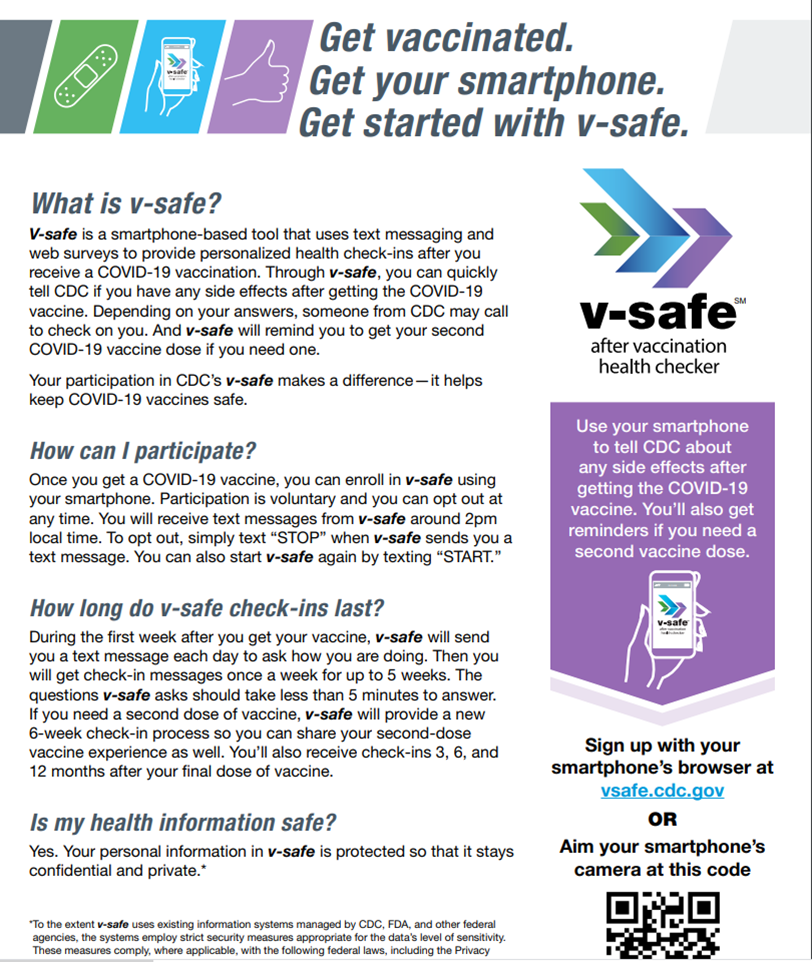 Get vaccinated.
Get your smartphone.
Get started with v-safe.
v-safe
What is v-safe?
V-safe is a smartphone-based tool that uses text messaging and
web surveys to provide personalized health check-ins after you
receive a COVID-19 vaccination. Through v-safe, you can quickly
tell CDC if you have any side effects after getting the COVID-19
vaccine. Depending on your answers, someone from CDC may call
to check on you. And v-safe will remind you to get your second
COVID-19 vaccine dose if you need one.
Your participation in CDC’s v-safe makes a difference—it helps
keep COVID-19 vaccines safe.
How can I participate?
Once you get a COVID-19 vaccine, you can enroll in v-safe using
your smartphone. Participation is voluntary and you can opt out at
any time. You will receive text messages from v-safe around 2pm
local time. To opt out, simply text “STOP” when v-safe sends you a
text message. You can also start v-safe again by texting “START.”
How long do v-safe check-ins last?
During the first week after you get your vaccine, v-safe will send
you a text message each day to ask how you are doing. Then you
will get check-in messages once a week for up to 5 weeks. The
questions v-safe asks should take less than 5 minutes to answer.
If you need a second dose of vaccine, v-safe will provide a new
6-week check-in process so you can share your second-dose
vaccine experience as well. You’ll also receive check-ins 3, 6, and
12 months after your final dose of vaccine.
Is my health information safe?
Yes. Your personal information in v-safe is protected so that it stays
confidential and private.*
*To the extent v-safe uses existing information systems managed by CDC, FDA, and other federal
agencies, the systems employ strict security measures appropriate for the data’s level of sensitivity.
These measures comply, where applicable, with the following federal laws, including the Privacy
v-safe℠
after vaccination
health checker
Use your smartphone
to tell CDC about
any side effects after
getting the COVID-19
vaccine. You’ll also get
reminders if you need a
second vaccine dose.
v-safe
after vaccination
health checker
Sign up with your
smartphone’s browser at
vsafe.cdc.gov
OR
Aim your smartphone’s
camera at this code